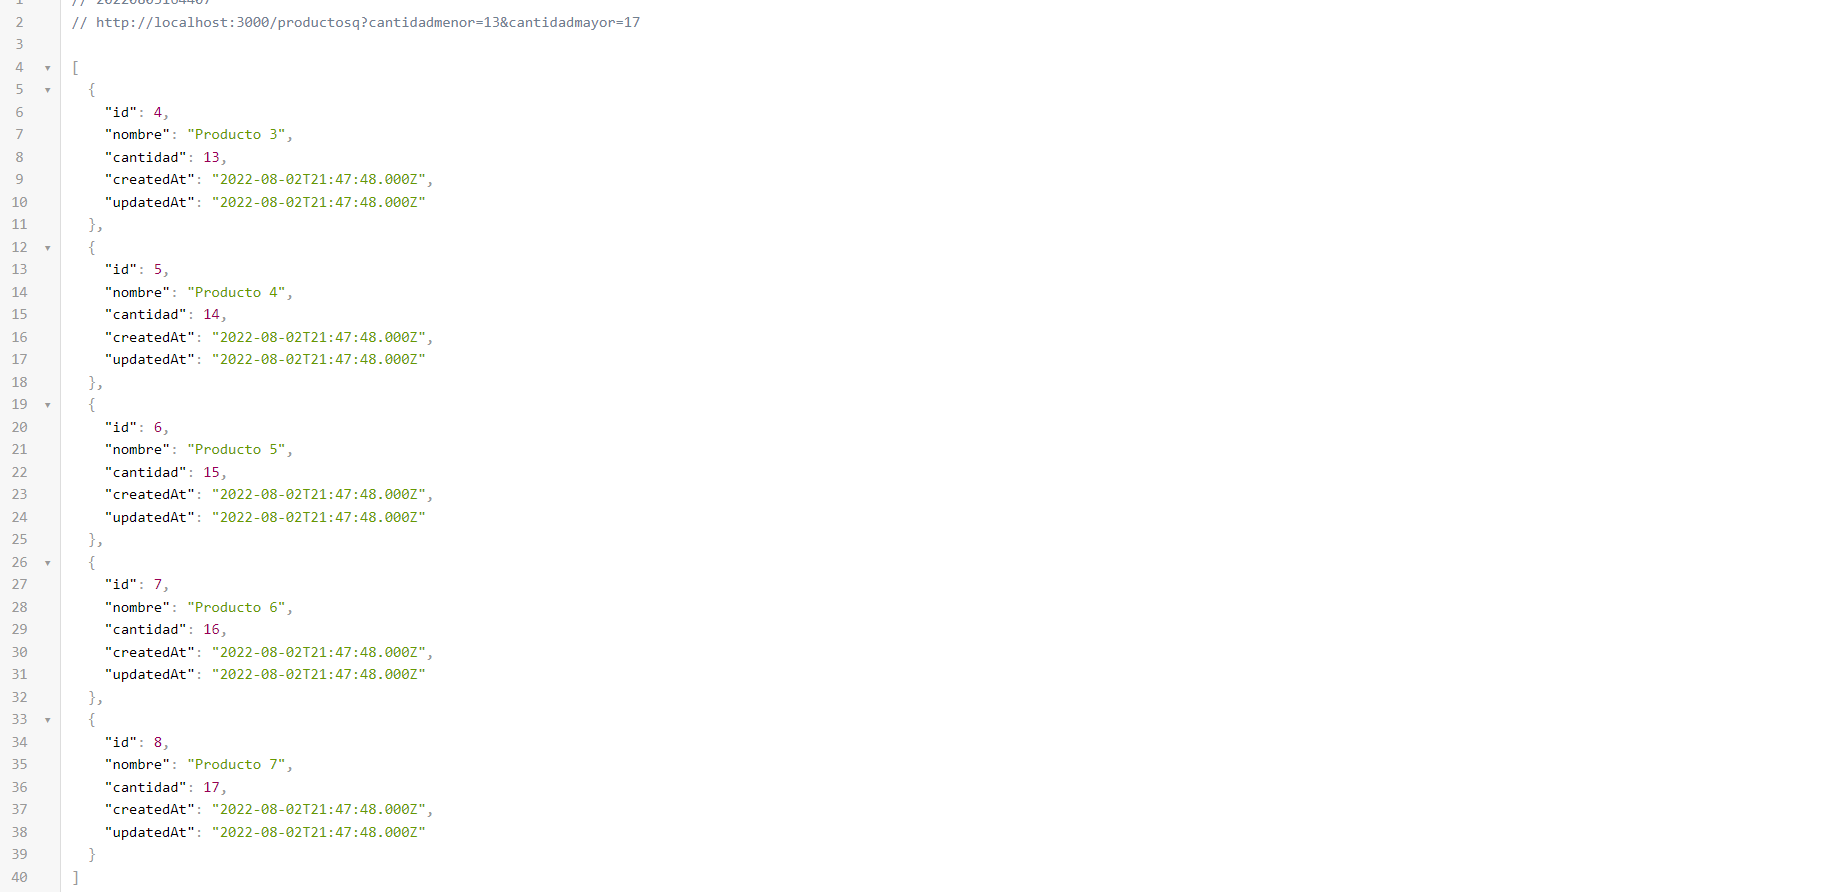 1 //
2 // http://localhost:3000/productosq?cantidadmenor=13&cantidadmayor=17
3
4 [
5 {
6 "id": 4,
7 "nombre": "Producto 3",
8 "cantidad": 13,
9 "createdAt": "2022-08-02T21:47:48.000Z",
10 "updatedAt": "2022-08-02T21:47:48.000Z"
11 },
12 {
13 "id": 5,
14 "nombre": "Producto 4",
15 "cantidad": 14,
16 "createdAt": "2022-08-02T21:47:48.000Z",
17 "updatedAt": "2022-08-02T21:47:48.000Z"
18 },
19 {
20 "id": 6,
21 "nombre": "Producto 5",
22 "cantidad": 15,
23 "createdAt": "2022-08-02T21:47:48.000Z",
24 "updatedAt": "2022-08-02T21:47:48.000Z"
25 },
26 {
27 "id": 7,
28 "nombre": "Producto 6",
29 "cantidad": 16,
30 "createdAt": "2022-08-02T21:47:48.000Z",
31 "updatedAt": "2022-08-02T21:47:48.000Z"
32 },
33 {
34 "id": 8,
35 "nombre": "Producto 7",
36 "cantidad": 17,
37 "createdAt": "2022-08-02T21:47:48.000Z",
38 "updatedAt": "2022-08-02T21:47:48.000Z"
39 }
40 ]